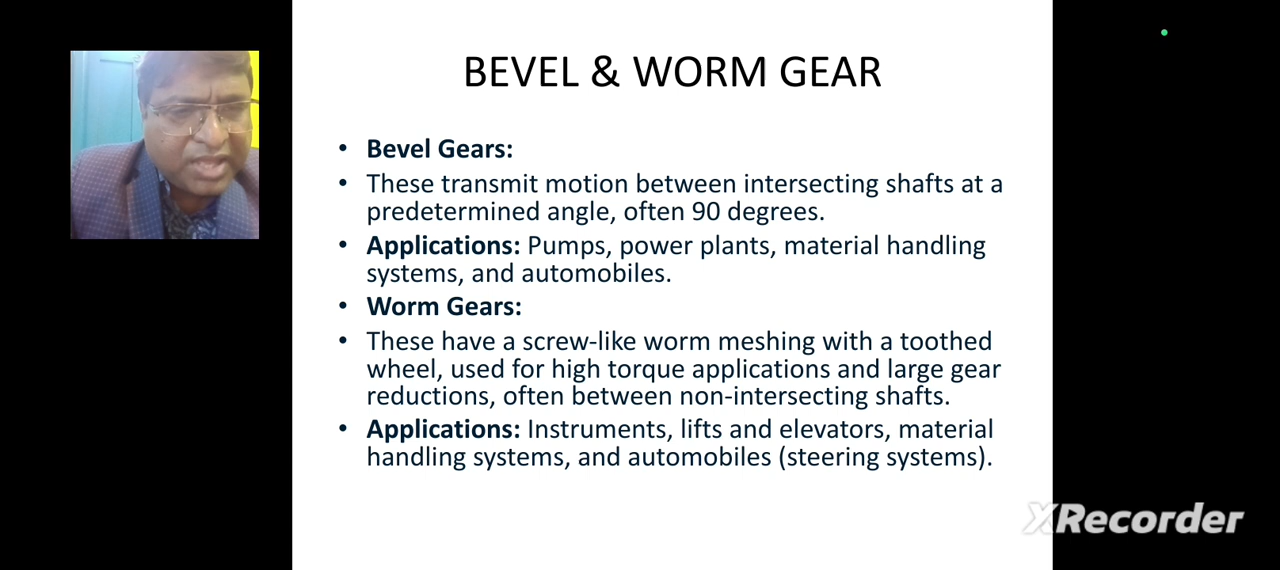 BEVEL & WORM GEAR
• Bevel Gears:
• These transmit motion between intersecting shafts at a
predetermined angle, often 90 degrees.
• Applications: Pumps, power plants, material handling
systems, and automobiles.
• Worm Gears:
• These have a screw-like worm meshing with a toothed
wheel, used for high torque applications and large gear
reductions, often between non-intersecting shafts.
• Applications: Instruments, lifts and elevators, material
handling systems, and automobiles (steering systems).
XRecorder